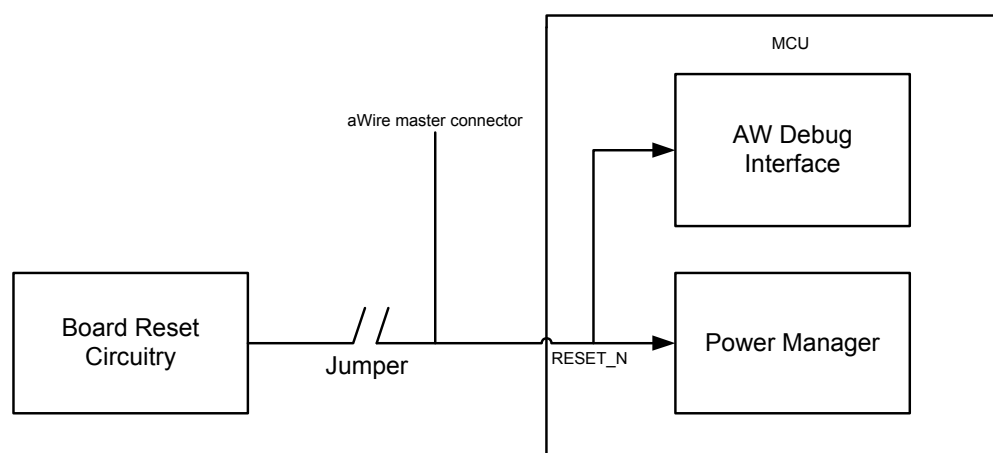 MCU
aWire master connector
AW Debug
Interface
Board Reset
Circuitry
Jumper
RESET_N
Power Manager